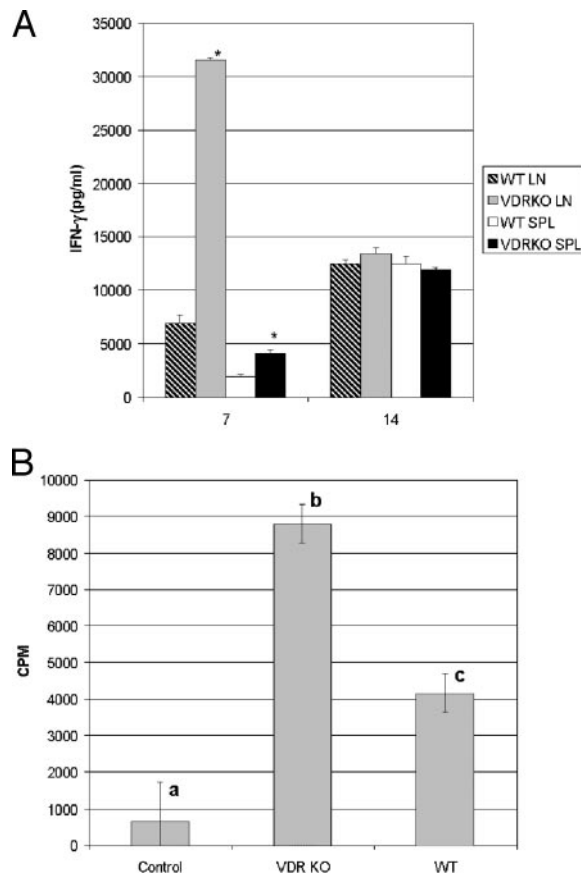 A
35000
30000
25000
20000
15000
10000
5000
0
IFN-γ(pg/ml)
*
*
7
14
WT LN
VDRKO LN
WT SPL
VDRKO SPL
B
10000
9000
8000
7000
6000
5000
4000
3000
2000
1000
0
CPM
a
b
c
Control
VDR KO
WT